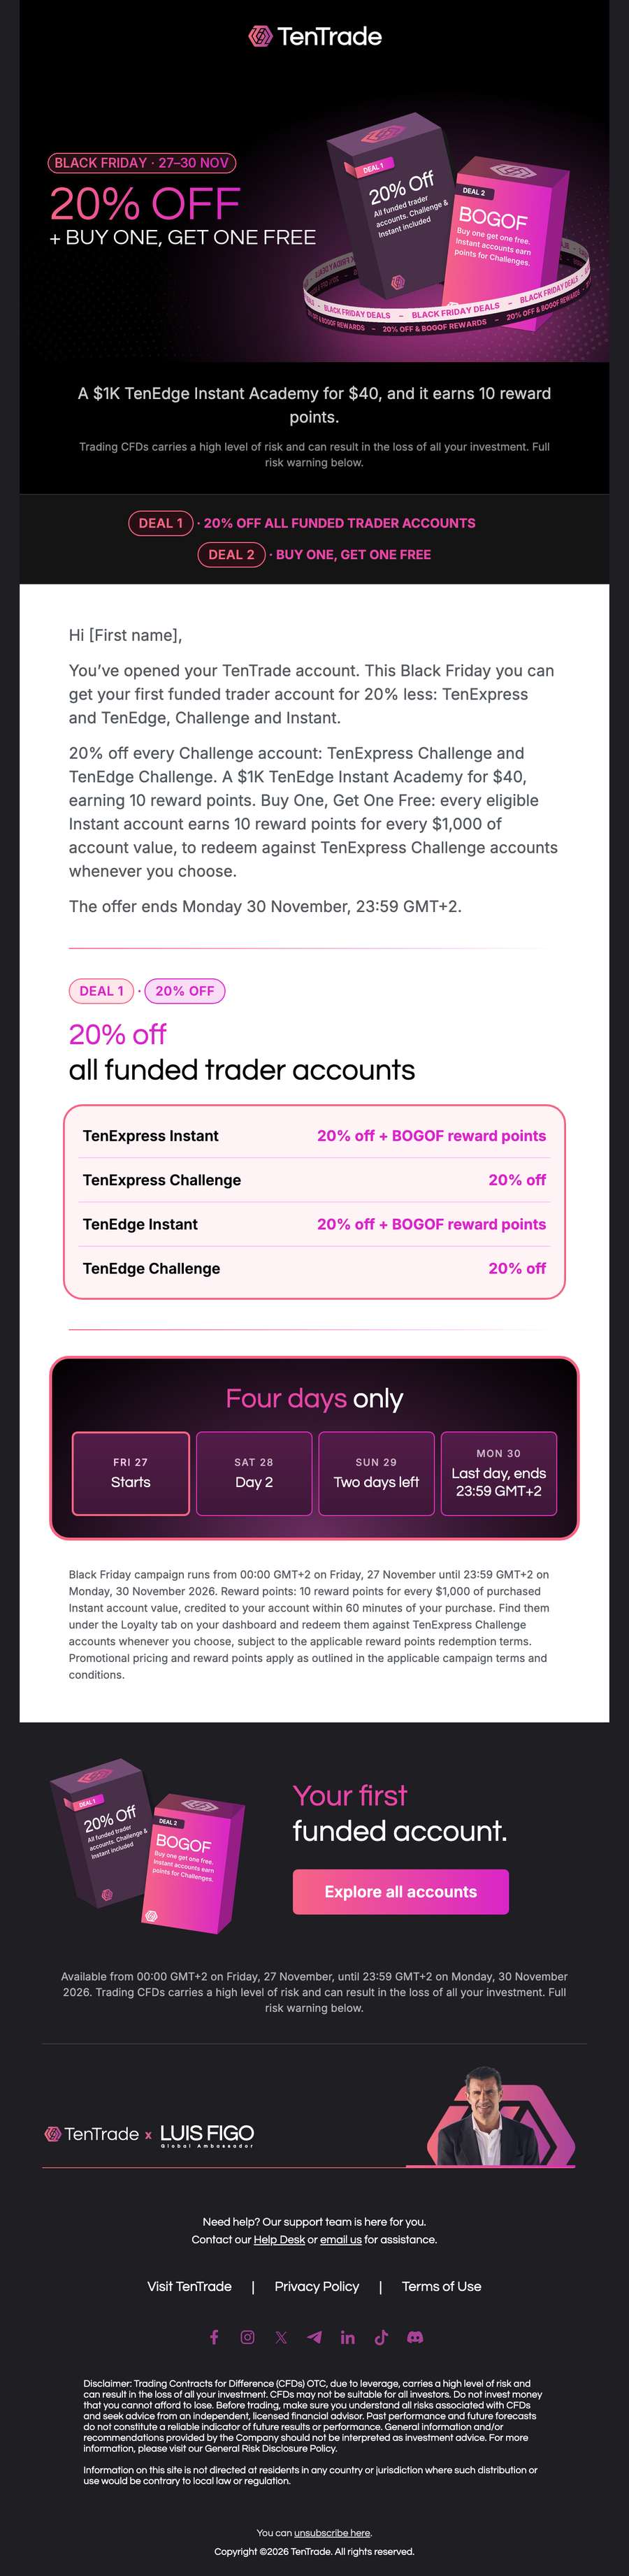 TenTrade
BLACK FRIDAY · 27–30 NOV
20% OFF
+ BUY ONE, GET ONE FREE
DEAL 1
20% Off
All funded trader
accounts. Challenge &
Instant included
DEAL 2
BOGOF
Buy one get one free.
Instant accounts earn
points for Challenges.
BLACK FRIDAY DEALS – BLACK FRIDAY DEALS – BLACK FRIDAY
REWARDS – 20% OFF & BOGOF REWARDS – 20% OFF & BOGOF
A $1K TenEdge Instant Academy for $40, and it earns 10 reward
points.
Trading CFDs carries a high level of risk and can result in the loss of all your investment. Full
risk warning below.
DEAL 1 · 20% OFF ALL FUNDED TRADER ACCOUNTS
DEAL 2 · BUY ONE, GET ONE FREE
Hi [First name],
You’ve opened your TenTrade account. This Black Friday you can
get your first funded trader account for 20% less: TenExpress
and TenEdge, Challenge and Instant.
20% off every Challenge account: TenExpress Challenge and
TenEdge Challenge. A $1K TenEdge Instant Academy for $40,
earning 10 reward points. Buy One, Get One Free: every eligible
Instant account earns 10 reward points for every $1,000 of
account value, to redeem against TenExpress Challenge accounts
whenever you choose.
The offer ends Monday 30 November, 23:59 GMT+2.
DEAL 1 · 20% OFF
20% off
all funded trader accounts
TenExpress Instant 20% off + BOGOF reward points
TenExpress Challenge 20% off
TenEdge Instant 20% off + BOGOF reward points
TenEdge Challenge 20% off
Four days only
FRI 27
Starts
SAT 28
Day 2
SUN 29
Two days left
MON 30
Last day, ends
23:59 GMT+2
Black Friday campaign runs from 00:00 GMT+2 on Friday, 27 November until 23:59 GMT+2 on
Monday, 30 November 2026. Reward points: 10 reward points for every $1,000 of purchased
Instant account value, credited to your account within 60 minutes of your purchase. Find them
under the Loyalty tab on your dashboard and redeem them against TenExpress Challenge
accounts whenever you choose, subject to the applicable reward points redemption terms.
Promotional pricing and reward points apply as outlined in the applicable campaign terms and
conditions.
DEAL 1
20% Off
All funded trader
accounts. Challenge &
Instant included
DEAL 2
BOGOF
Buy one get one free.
Instant accounts earn
points for Challenges.
Your first
funded account.
Explore all accounts
Available from 00:00 GMT+2 on Friday, 27 November, until 23:59 GMT+2 on Monday, 30 November
2026. Trading CFDs carries a high level of risk and can result in the loss of all your investment. Full
risk warning below.
TenTrade x LUIS FIGO
Global Ambassador
Need help? Our support team is here for you.
Contact our Help Desk or email us for assistance.
Visit TenTrade | Privacy Policy | Terms of Use
Disclaimer: Trading Contracts for Difference (CFDs) OTC, due to leverage, carries a high level of risk and
can result in the loss of all your investment. CFDs may not be suitable for all investors. Do not invest money
that you cannot afford to lose. Before trading, make sure you understand all risks associated with CFDs
and seek advice from an independent, licensed financial advisor. Past performance and future forecasts
do not constitute a reliable indicator of future results or performance. General information and/or
recommendations provided by the Company should not be interpreted as investment advice. For more
information, please visit our General Risk Disclosure Policy.
Information on this site is not directed at residents in any country or jurisdiction where such distribution or
use would be contrary to local law or regulation.
You can unsubscribe here.
Copyright ©2026 TenTrade. All rights reserved.